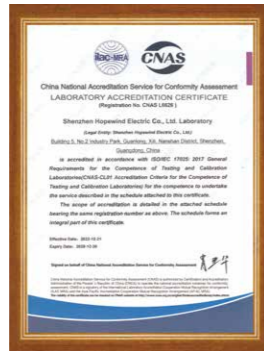 ilac-MRA
CNAS
China National Accreditation Service for Conformity Assessment
LABORATORY ACCREDITATION CERTIFICATE
(Registration No. CNAS
Shenzhen Hopewind Electric Co., Ltd. Laboratory
(Legal Entity: Shenzhen Hopewind Electric Co., Ltd.)
Building 5, No.2 Industry Park, Guanlong, Xili, Nanshan District, Shenzhen,
Guangdong, China
is accredited in accordance with ISO/IEC 17025: 2017 General
Requirements for the Competence of Testing and Calibration
Laboratories(CNAS-CL01 Accreditation Criteria for the Competence of
Testing and Calibration Laboratories) for the competence to undertake
the service described in the schedule attached to this certificate.
The scope of accreditation is detailed in the attached schedule
bearing the same registration number as above. The schedule forms an
integral part of this certificate.
Effective Date:
Expiry Date:
Signed on behalf of China National Accreditation Service for Conformity Assessment